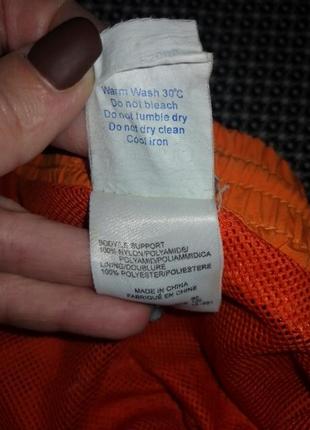 Warm Wash 30°C
Do not bleach
Do not tumble dry
Do not dry clean
Cool iron
BODY/LE SUPPORT
100% NYLON/POLYAMIDE/
POLYAMID/POLIAMMIDICA
LINING/DOUBLURE
100% POLYESTER/POLIESTERE
MADE IN CHINA
FABRIQUÉ EN CHINE